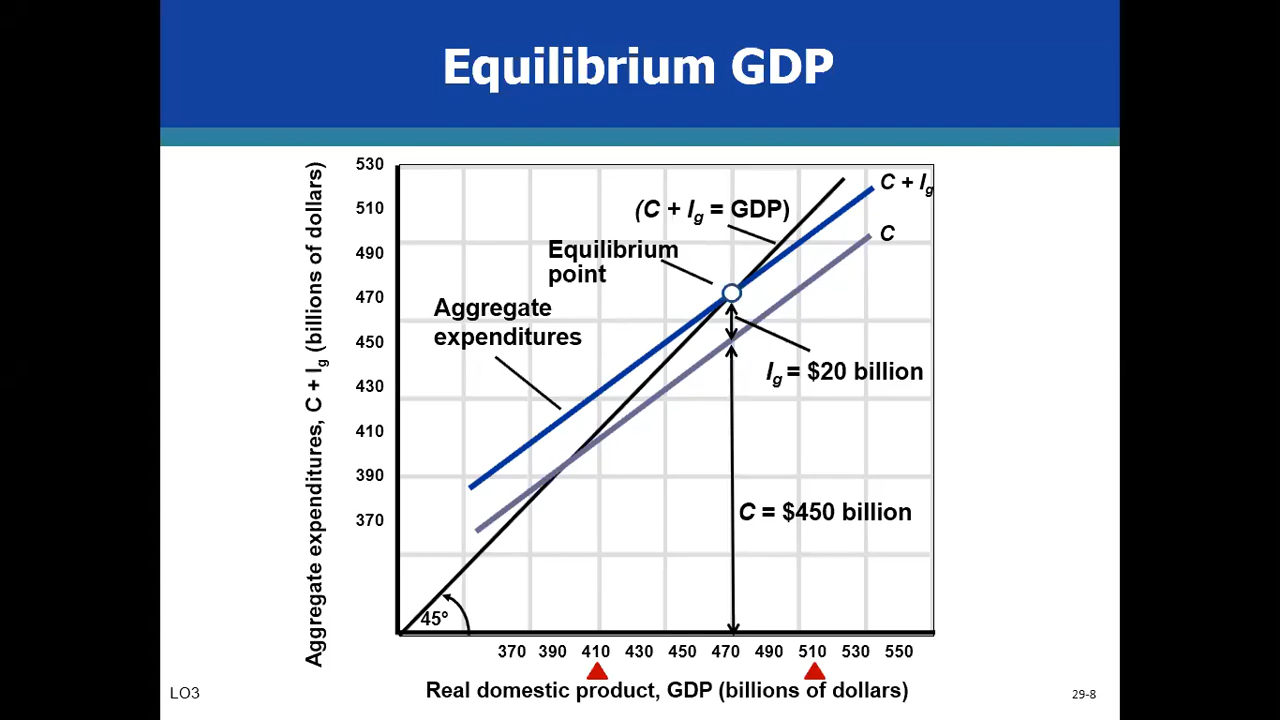 Equilibrium GDP
Aggregate expenditures, C + Ig (billions of dollars)
530
510
490
470
450
430
410
390
370
C + Ig
(C + Ig = GDP)
C
Equilibrium
point
Aggregate
expenditures
Ig = $20 billion
C = $450 billion
45°
370 390 410 430 450 470 490 510 530 550
Real domestic product, GDP (billions of dollars)
LO3
29-8